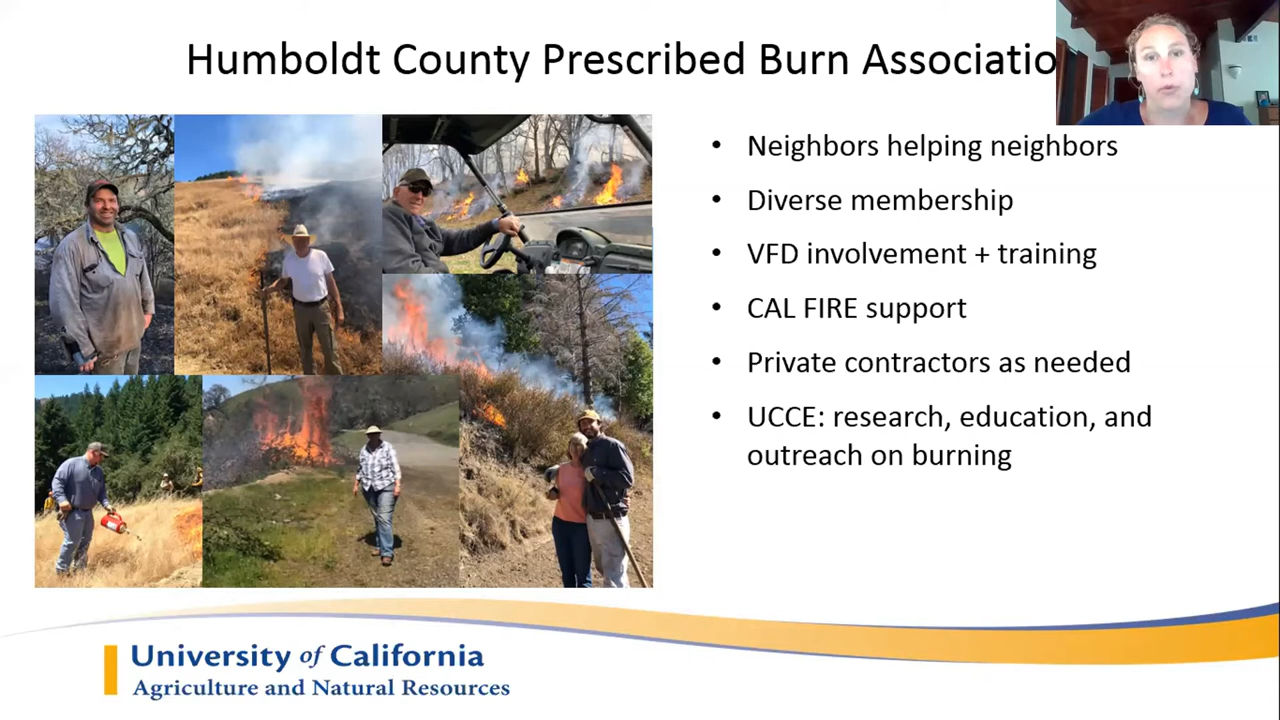 Humboldt County Prescribed Burn Associatio
• Neighbors helping neighbors
• Diverse membership
• VFD involvement + training
• CAL FIRE support
• Private contractors as needed
• UCCE: research, education, and
outreach on burning
University of California
Agriculture and Natural Resources